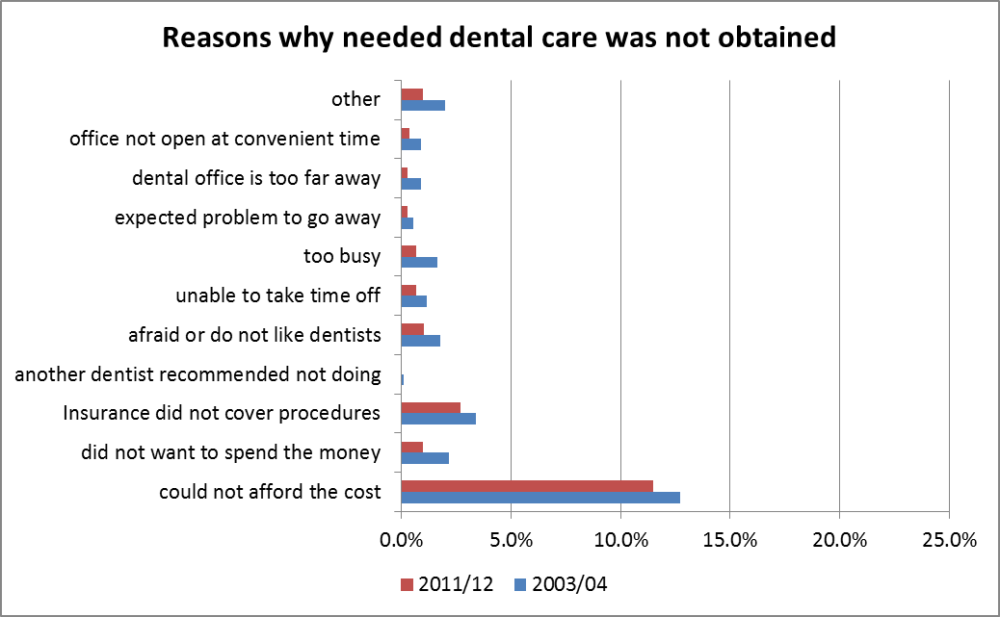 Reasons why needed dental care was not obtained
other
office not open at convenient time
dental office is too far away
expected problem to go away
too busy
unable to take time off
afraid or do not like dentists
another dentist recommended not doing
Insurance did not cover procedures
did not want to spend the money
could not afford the cost
0.0% 5.0% 10.0% 15.0% 20.0% 25.0%
2011/12 2003/04